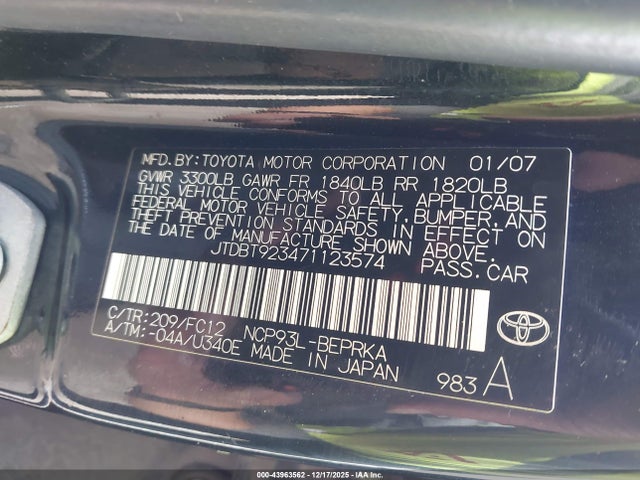 MFD. BY: TOYOTA MOTOR CORPORATION 01/07
GVWR 3300LB GAWR FR 1840LB RR 1820LB
THIS VEHICLE CONFORMS TO ALL APPLICABLE
FEDERAL MOTOR VEHICLE SAFETY, BUMPER, AND
THEFT PREVENTION STANDARDS IN EFFECT ON
THE DATE OF MANUFACTURE SHOWN ABOVE.
JTDBT923471123574 PASS. CAR
C/TR: 209/FC12 NCP93L-BEPRKA
A/TM: -04A/U340E MADE IN JAPAN
983 A
000-43963562 - 12/17/2025 - IAA Inc.